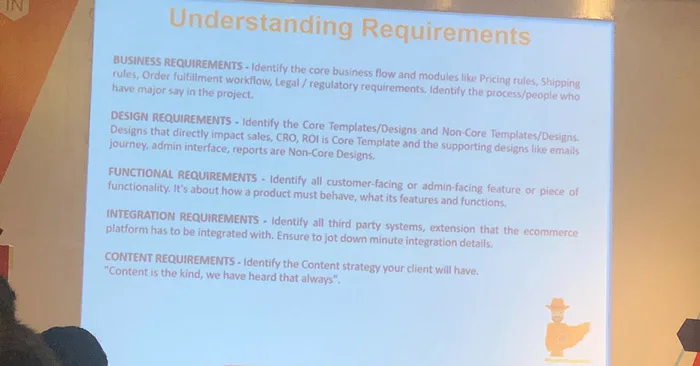 IN
Understanding Requirements
BUSINESS REQUIREMENTS - Identify the core business flow and modules like Pricing rules, Shipping
rules, Order fulfillment workflow, Legal / regulatory requirements. Identify the process/people who
have major say in the project.
DESIGN REQUIREMENTS - Identify the Core Templates/Designs and Non-Core Templates/Designs.
Designs that directly impact sales, CRO, ROI is Core Template and the supporting designs like emails
journey, admin interface, reports are Non-Core Designs.
FUNCTIONAL REQUIREMENTS - Identify all customer-facing or admin-facing feature or piece of
functionality. It's about how a product must behave, what its features and functions.
INTEGRATION REQUIREMENTS - Identify all third party systems, extension that the ecommerce
platform has to be integrated with. Ensure to jot down minute integration details.
CONTENT REQUIREMENTS - Identify the Content strategy your client will have.
"Content is the kind, we have heard that always".